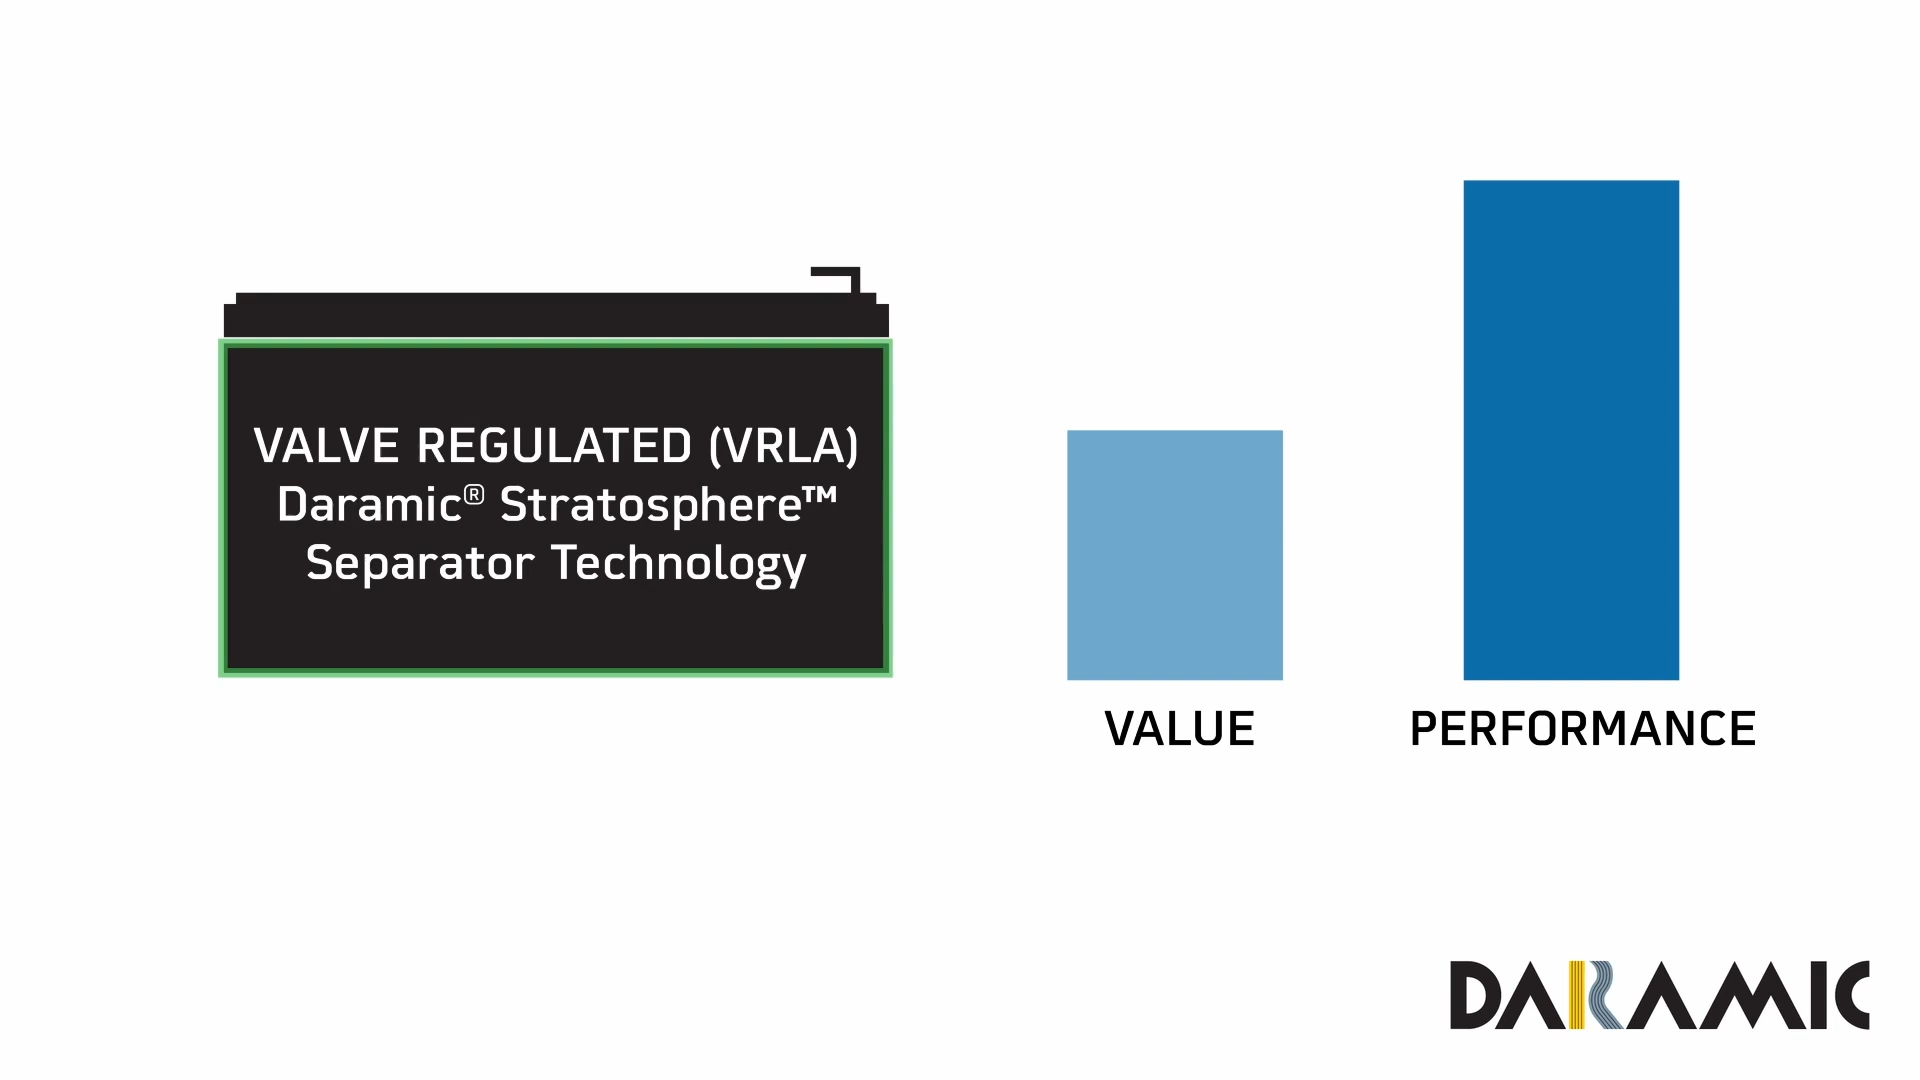 VALVE REGULATED (VRLA)
Daramic® Stratosphere™
Separator Technology
VALUE
PERFORMANCE
DARAMIC